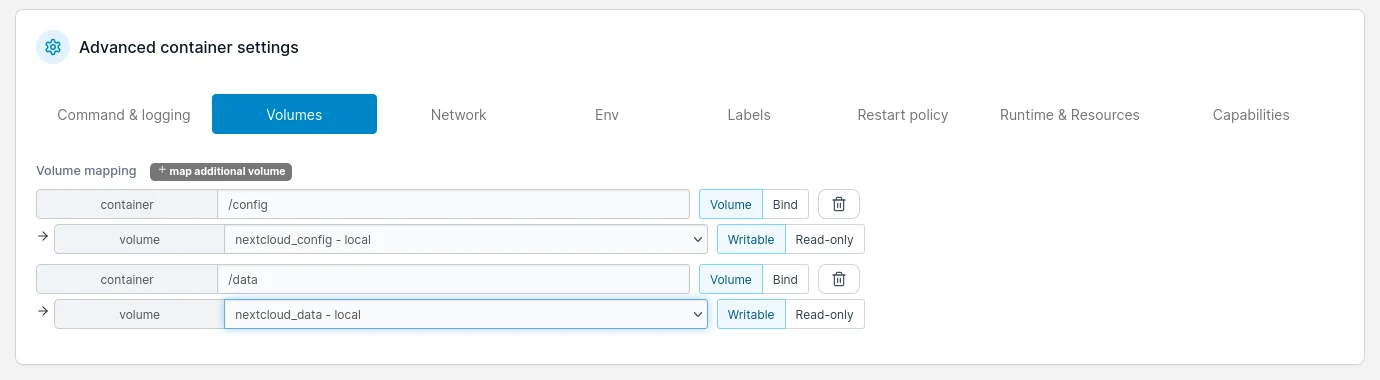 Advanced container settings
Command & logging Volumes Network Env Labels Restart policy Runtime & Resources Capabilities
Volume mapping + map additional volume
container /config Volume Bind
→ volume nextcloud_config - local Writable Read-only
container /data Volume Bind
→ volume nextcloud_data - local Writable Read-only